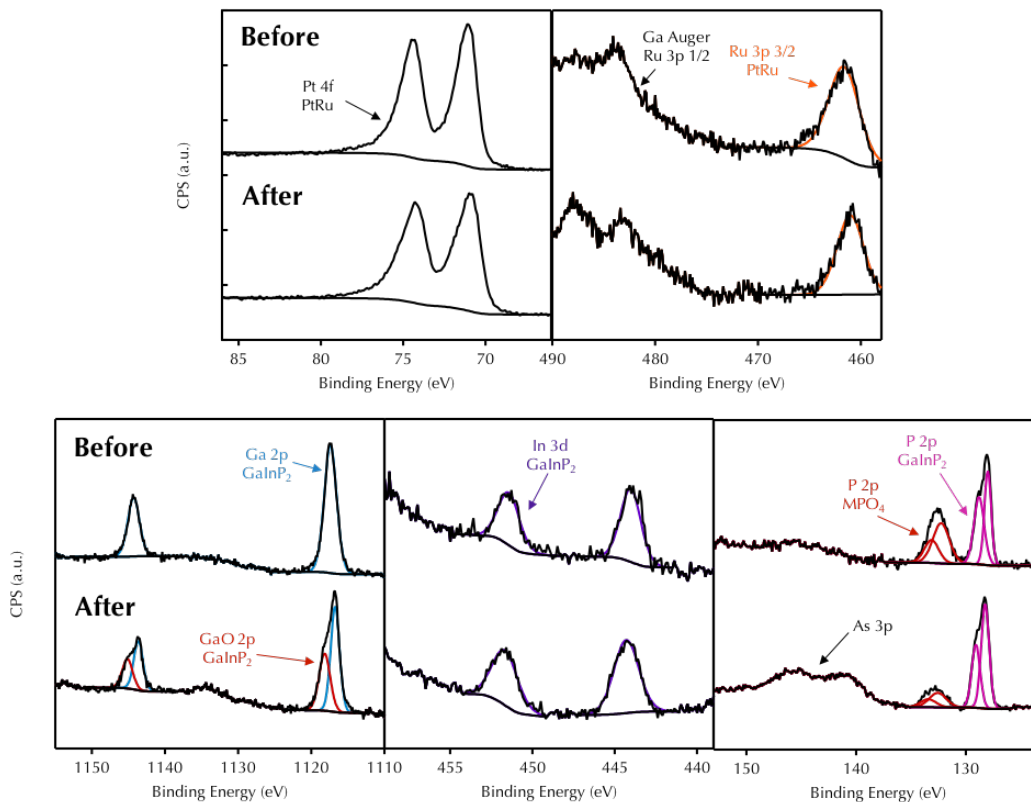 Before
Pt 4f
PtRu
After
Ga Auger
Ru 3p 1/2
Ru 3p 3/2
PtRu
CPS (a.u.)
85 80 75 70
490 480 470 460
Binding Energy (eV)
Binding Energy (eV)
Before
Ga 2p
GaInP₂
After
GaO 2p
GaInP₂
In 3d
GaInP₂
P 2p
GaInP₂
P 2p
MPO₄
As 3p
CPS (a.u.)
1150 1140 1130 1120 1110
455 450 445 440
150 140 130
Binding Energy (eV)
Binding Energy (eV)
Binding Energy (eV)